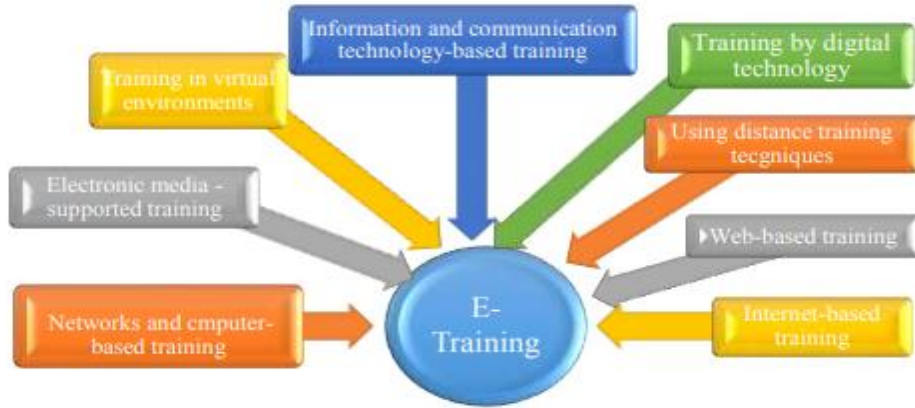 Information and communication
technology-based training
Training by digital
technology
Training in virtual
environments
Using distance training
tecgniques
Electronic media -
supported training
Web-based training
E-
Training
Networks and cmputer-
based training
Internet-based
training